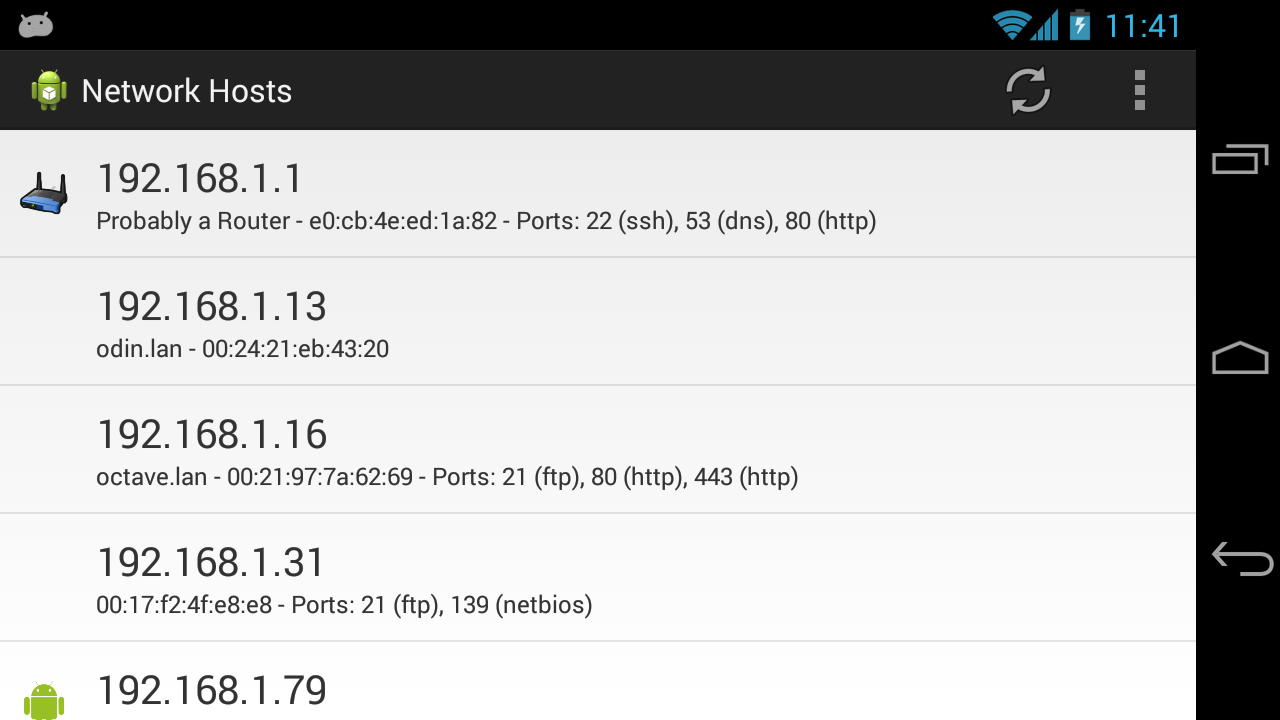 11:41
Network Hosts
192.168.1.1
Probably a Router - e0:cb:4e:ed:1a:82 - Ports: 22 (ssh), 53 (dns), 80 (http)
192.168.1.13
odin.lan - 00:24:21:eb:43:20
192.168.1.16
octave.lan - 00:21:97:7a:62:69 - Ports: 21 (ftp), 80 (http), 443 (http)
192.168.1.31
00:17:f2:4f:e8:e8 - Ports: 21 (ftp), 139 (netbios)
192.168.1.79